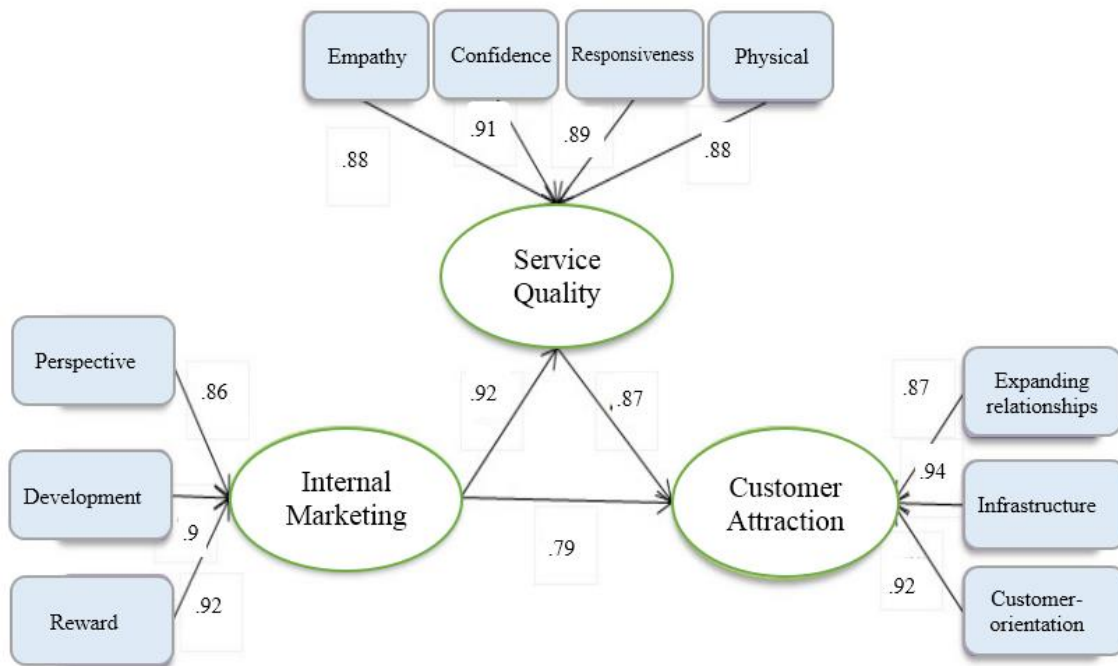 Empathy
Confidence
Responsiveness
Physical
.88
.91
.89
.88
Service
Quality
Perspective
.86
.92
.87
.87
Expanding
relationships
Development
.9
Internal
Marketing
Customer
Attraction
.94
Infrastructure
.79
Reward
.92
.92
Customer-
orientation